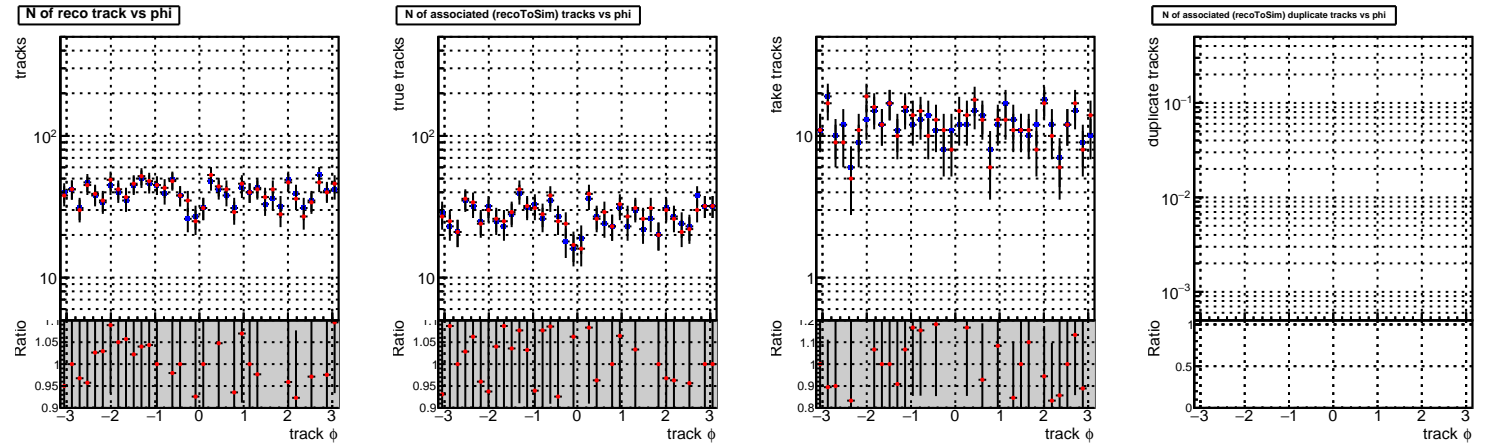 N of reco track vs phi
tracks
10²
10
Ratio
1.1
1.05
1
0.95
0.9
−3 −2 −1 0 1 2 3
track ϕ
N of associated (recoToSim) tracks vs phi
true tracks
10²
10
Ratio
1.1
1.05
1
0.95
0.9
−3 −2 −1 0 1 2 3
track ϕ
fake tracks
10
1
Ratio
1.2
1.1
1
0.9
0.8
−3 −2 −1 0 1 2 3
track ϕ
N of associated (recoToSim) duplicate tracks vs phi
duplicate tracks
10⁻¹
10⁻²
10⁻³
Ratio
1
0.5
0
−3 −2 −1 0 1 2 3
track ϕ